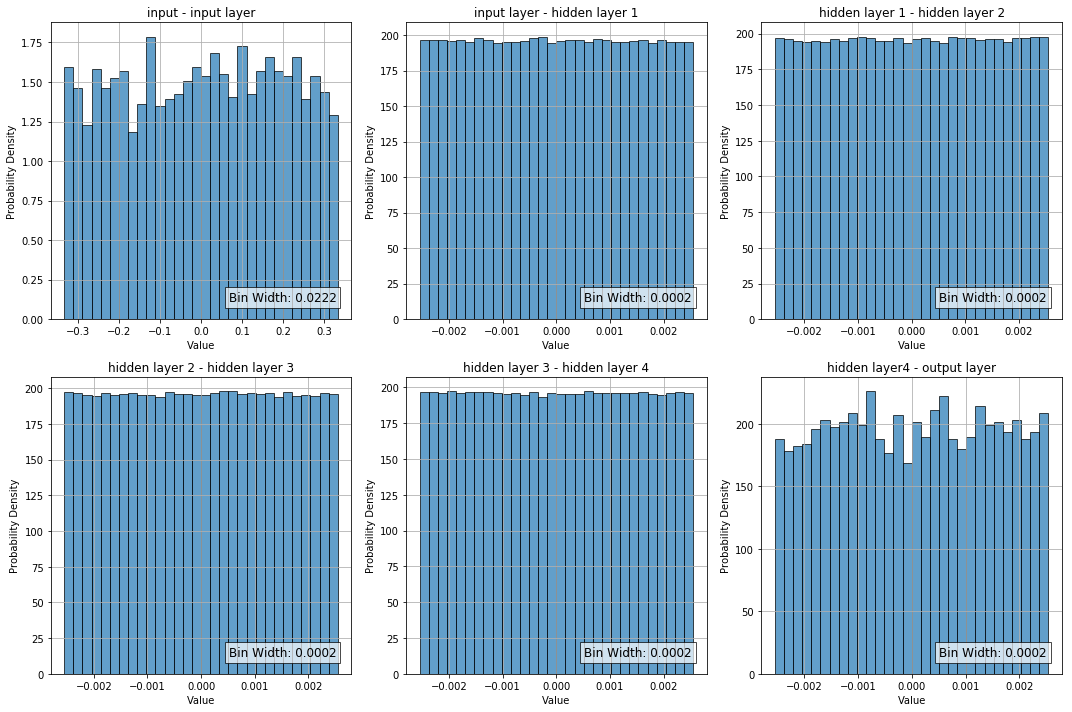 input - input layer
1.75
1.50
1.25
1.00
0.75
0.50
0.25
0.00
Probability Density
Bin Width: 0.0222
−0.3 −0.2 −0.1 0.0 0.1 0.2 0.3
Value
input layer - hidden layer 1
200
175
150
125
100
75
50
25
0
Probability Density
Bin Width: 0.0002
−0.002 −0.001 0.000 0.001 0.002
Value
hidden layer 1 - hidden layer 2
200
175
150
125
100
75
50
25
0
Probability Density
Bin Width: 0.0002
−0.002 −0.001 0.000 0.001 0.002
Value
hidden layer 2 - hidden layer 3
200
175
150
125
100
75
50
25
0
Probability Density
Bin Width: 0.0002
−0.002 −0.001 0.000 0.001 0.002
Value
hidden layer 3 - hidden layer 4
200
175
150
125
100
75
50
25
0
Probability Density
Bin Width: 0.0002
−0.002 −0.001 0.000 0.001 0.002
Value
hidden layer4 - output layer
200
150
100
50
0
Probability Density
Bin Width: 0.0002
−0.002 −0.001 0.000 0.001 0.002
Value